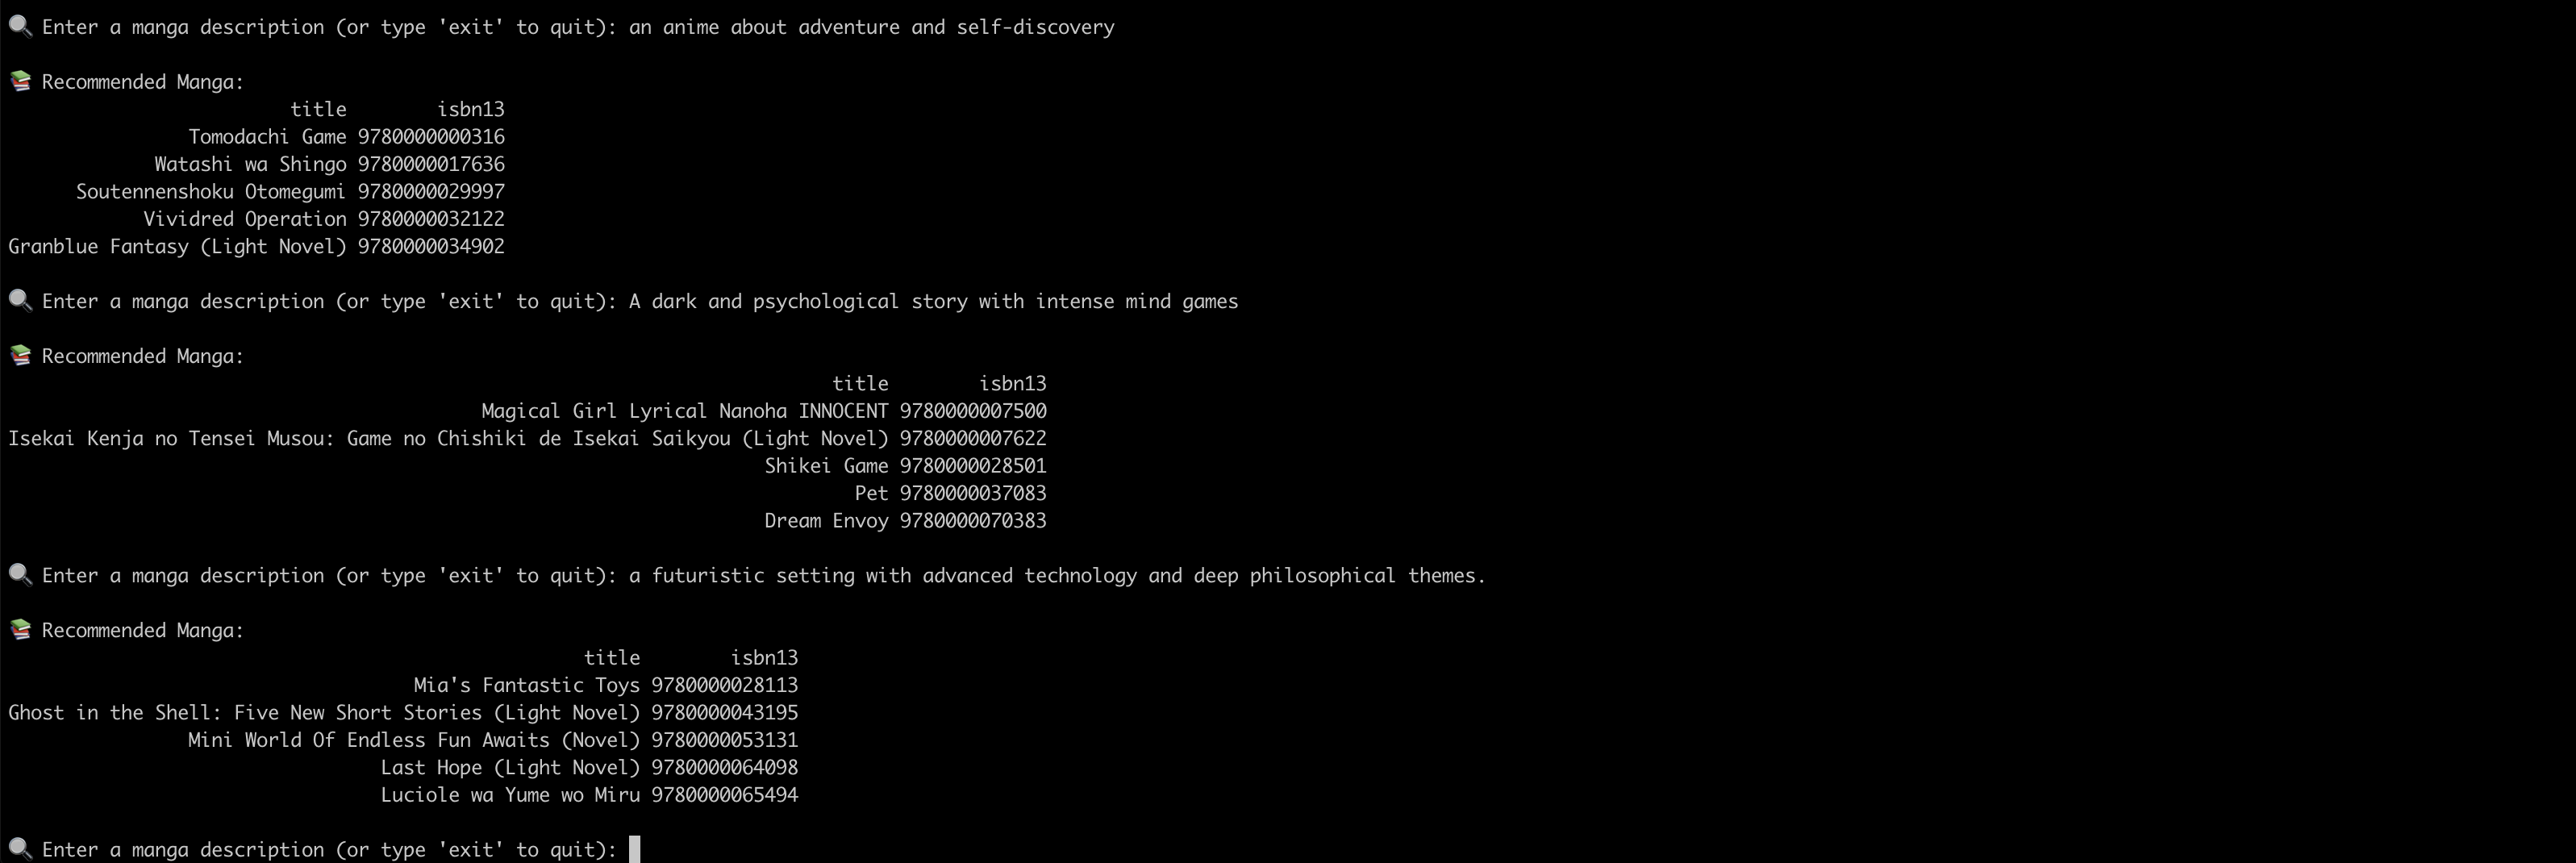 🔍 Enter a manga description (or type 'exit' to quit): an anime about adventure and self-discovery
📚 Recommended Manga:
title isbn13
Tomodachi Game 9780000000316
Watashi wa Shingo 9780000017636
Soutennenshoku Otomegumi 9780000029997
Vividred Operation 9780000032122
Granblue Fantasy (Light Novel) 9780000034902
🔍 Enter a manga description (or type 'exit' to quit): A dark and psychological story with intense mind games
📚 Recommended Manga:
title isbn13
Magical Girl Lyrical Nanoha INNOCENT 9780000007500
Isekai Kenja no Tensei Musou: Game no Chishiki de Isekai Saikyou (Light Novel) 9780000007622
Shikei Game 9780000028501
Pet 9780000037083
Dream Envoy 9780000070383
🔍 Enter a manga description (or type 'exit' to quit): a futuristic setting with advanced technology and deep philosophical themes.
📚 Recommended Manga:
title isbn13
Mia's Fantastic Toys 9780000028113
Ghost in the Shell: Five New Short Stories (Light Novel) 9780000043195
Mini World Of Endless Fun Awaits (Novel) 9780000053131
Last Hope (Light Novel) 9780000064098
Luciole wa Yume wo Miru 9780000065494
🔍 Enter a manga description (or type 'exit' to quit):